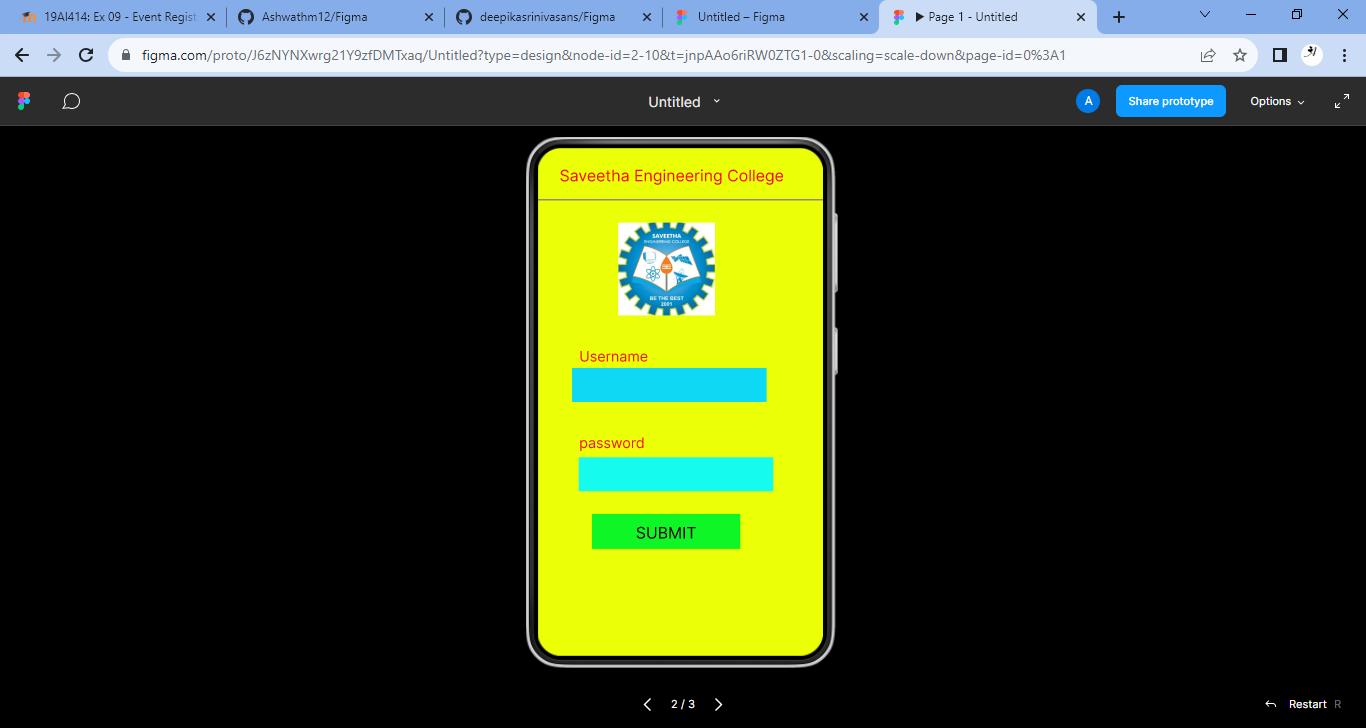 19AI414: Ex 09 - Event Regist
Ashwathm12/Figma
deepikasrinivasans/Figma
Untitled – Figma
Page 1 - Untitled
figma.com/proto/J6zNYNXwrg21Y9zfDMTxaq/Untitled?type=design&node-id=2-10&t=jnpAAo6riRW0ZTG1-0&scaling=scale-down&page-id=0%3A1
Untitled
A
Share prototype
Options
Saveetha Engineering College
SAVEETHA
ENGINEERING COLLEGE
BE THE BEST
2001
Username
password
SUBMIT
2 / 3
Restart R